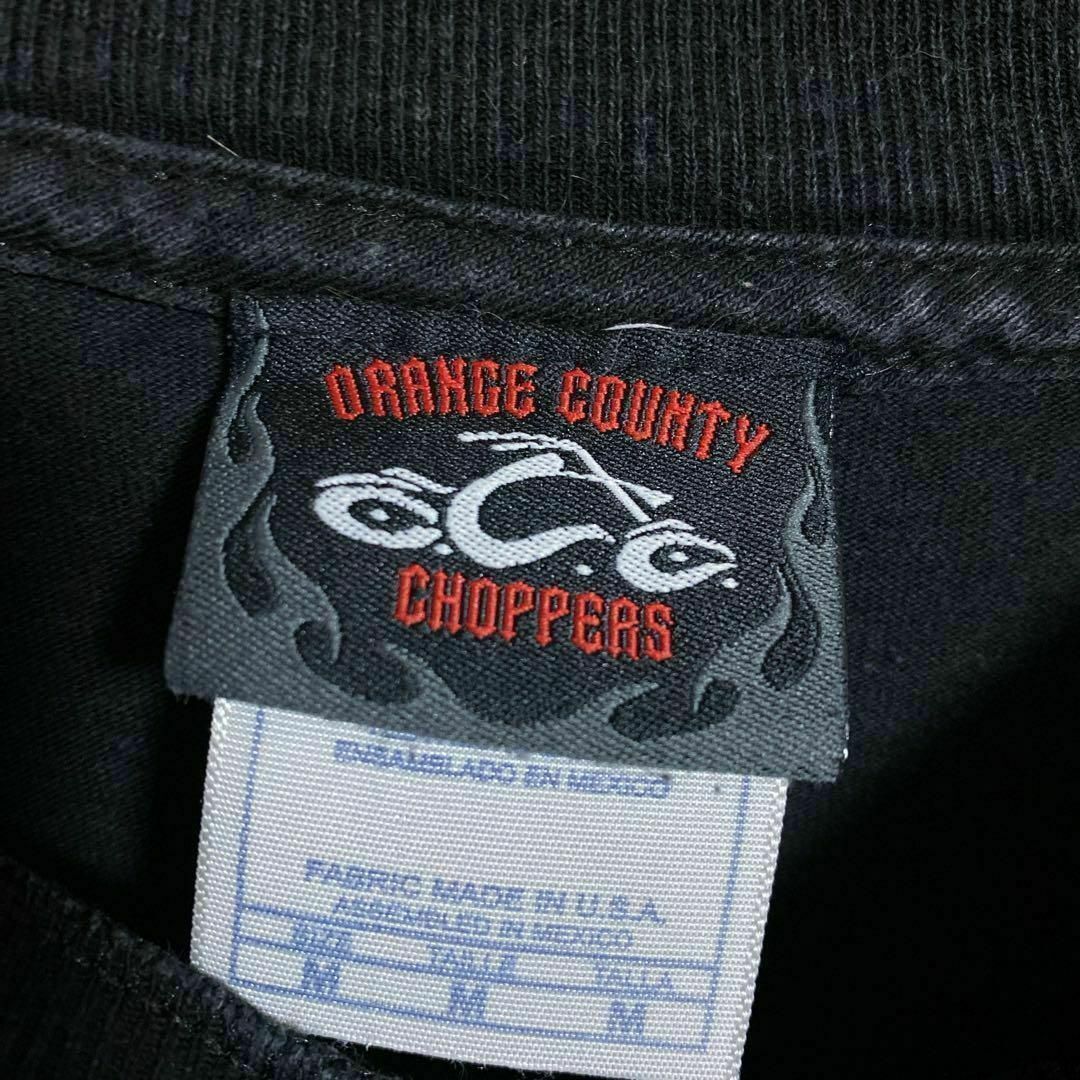 ORANGE COUNTY
O.C.C.
CHOPPERS
ENSAMBLADO EN MEXICO
FABRIC MADE IN U.S.A.
ASSEMBLED IN MEXICO
SIZE TAILLE TALLA
M M M